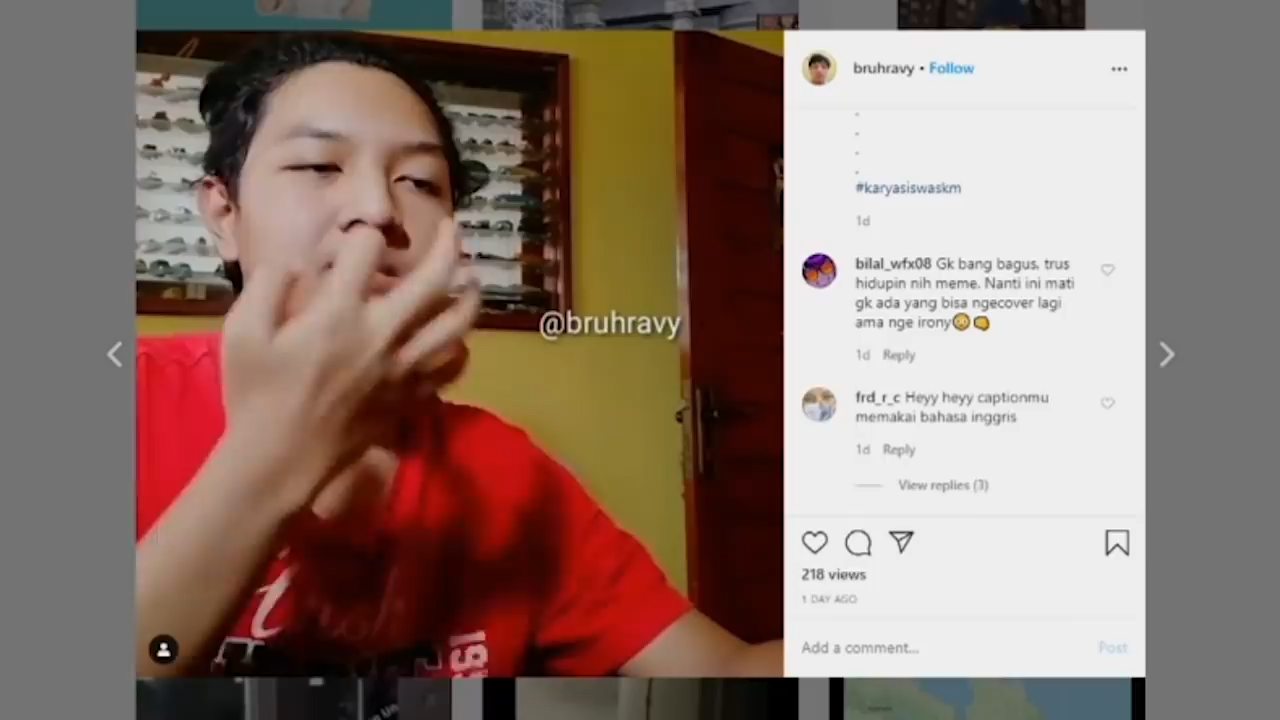 bruhravy • Follow
#karyasiswaskm
1d
bilal_wfx08 Gk bang bagus, trus
hidupin nih meme. Nanti ini mati
gk ada yang bisa ngecover lagi
ama nge irony😳👊
1d Reply
frd_r_c Heyy heyy captionmu
memakai bahasa inggris
1d Reply
View replies (3)
218 views
1 DAY AGO
Add a comment... Post
@bruhravy